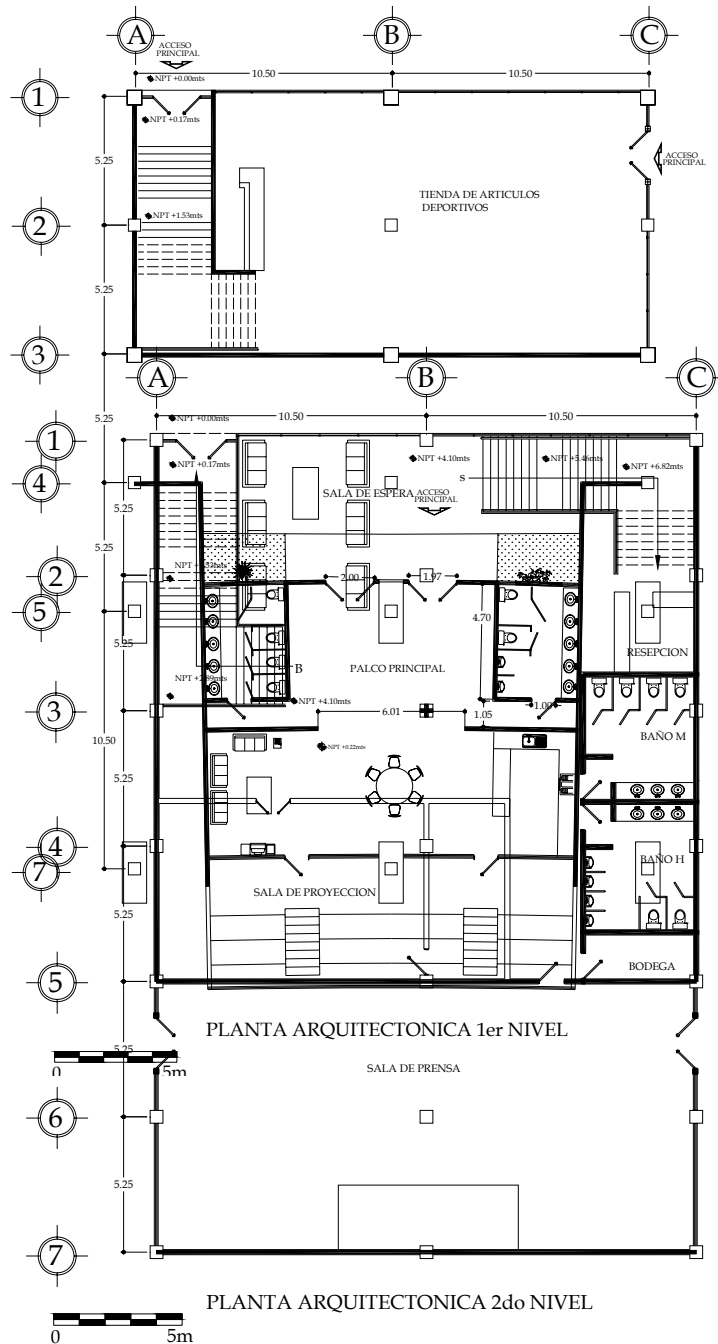 A
B
C
ACCESO
PRINCIPAL
NPT +0.00mts
10.50
10.50
1
NPT +0.17mts
5.25
ACCESO
PRINCIPAL
TIENDA DE ARTICULOS
DEPORTIVOS
NPT +1.53mts
2
5.25
3
A
B
C
5.25
10.50
10.50
NPT +0.00mts
1
NPT +0.17mts
NPT +4.10mts
NPT +5.46mts
NPT +6.82mts
4
s
SALA DE ESPERA
ACCESO
PRINCIPAL
5.25
5.25
2
2.00
1.97
5
4.70
5.25
RESEPCION
PALCO PRINCIPAL
B
NPT +4.10mts
3
6.01
1.05
1.00
BAÑO M
10.50
NPT +0.22mts
5.25
4
7
BAÑO H
SALA DE PROYECCION
5.25
5
BODEGA
PLANTA ARQUITECTONICA 1er NIVEL
5.25
0
5m
SALA DE PRENSA
6
5.25
7
PLANTA ARQUITECTONICA 2do NIVEL
0
5m